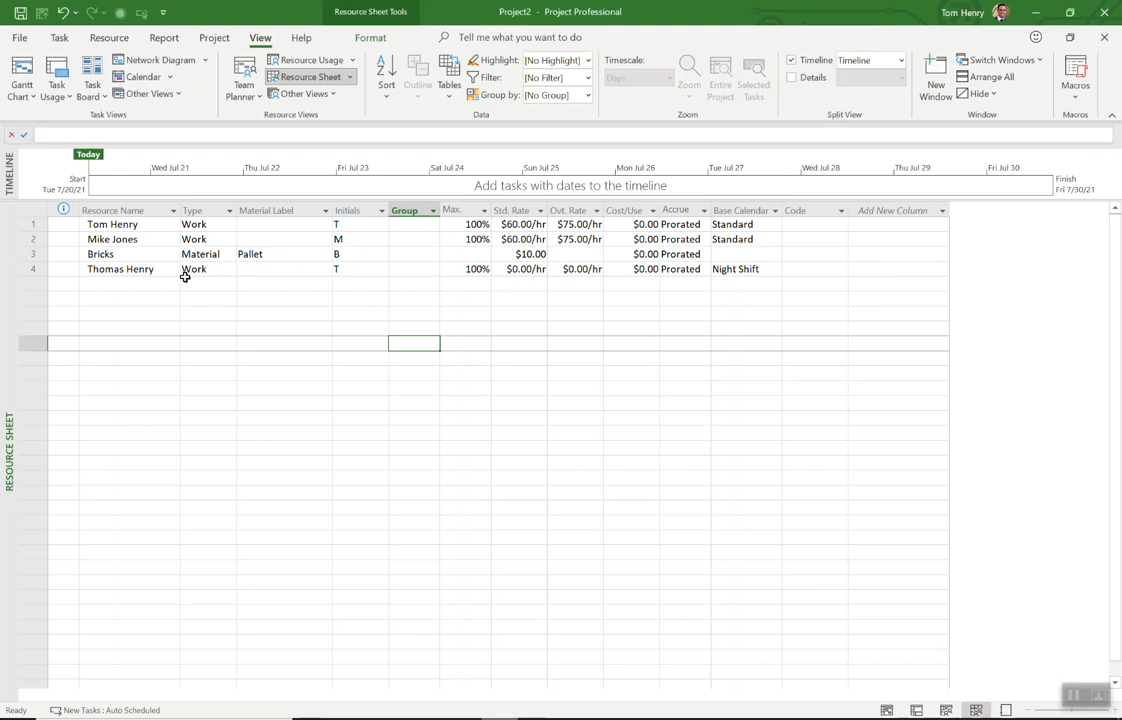 Resource Sheet Tools Project2 - Project Professional Tom Henry
File Task Resource Report Project View Help Format Tell me what you want to do
Gantt Chart Task Usage Task Board Network Diagram Calendar Other Views Task Views
Team Planner Resource Usage Resource Sheet Other Views Resource Views
Sort Outline Tables Highlight: [No Highlight] Filter: [No Filter] Group by: [No Group] Data
Timescale: Days Zoom Entire Project Selected Tasks Zoom
Timeline Timeline Details Split View
New Window Switch Windows Arrange All Hide Window
Macros Macros
TIMELINE
Today
Wed Jul 21 Thu Jul 22 Fri Jul 23 Sat Jul 24 Sun Jul 25 Mon Jul 26 Tue Jul 27 Wed Jul 28 Thu Jul 29 Fri Jul 30
Start
Tue 7/20/21
Add tasks with dates to the timeline
Finish
Fri 7/30/21
Resource Name Type Material Label Initials Group Max. Std. Rate Ovt. Rate Cost/Use Accrue Base Calendar Code Add New Column
1 Tom Henry Work T 100% $60.00/hr $75.00/hr $0.00 Prorated Standard
2 Mike Jones Work M 100% $60.00/hr $75.00/hr $0.00 Prorated Standard
3 Bricks Material Pallet B $10.00 $0.00 Prorated
4 Thomas Henry Work T 100% $0.00/hr $0.00/hr $0.00 Prorated Night Shift
RESOURCE SHEET
Ready New Tasks : Auto Scheduled